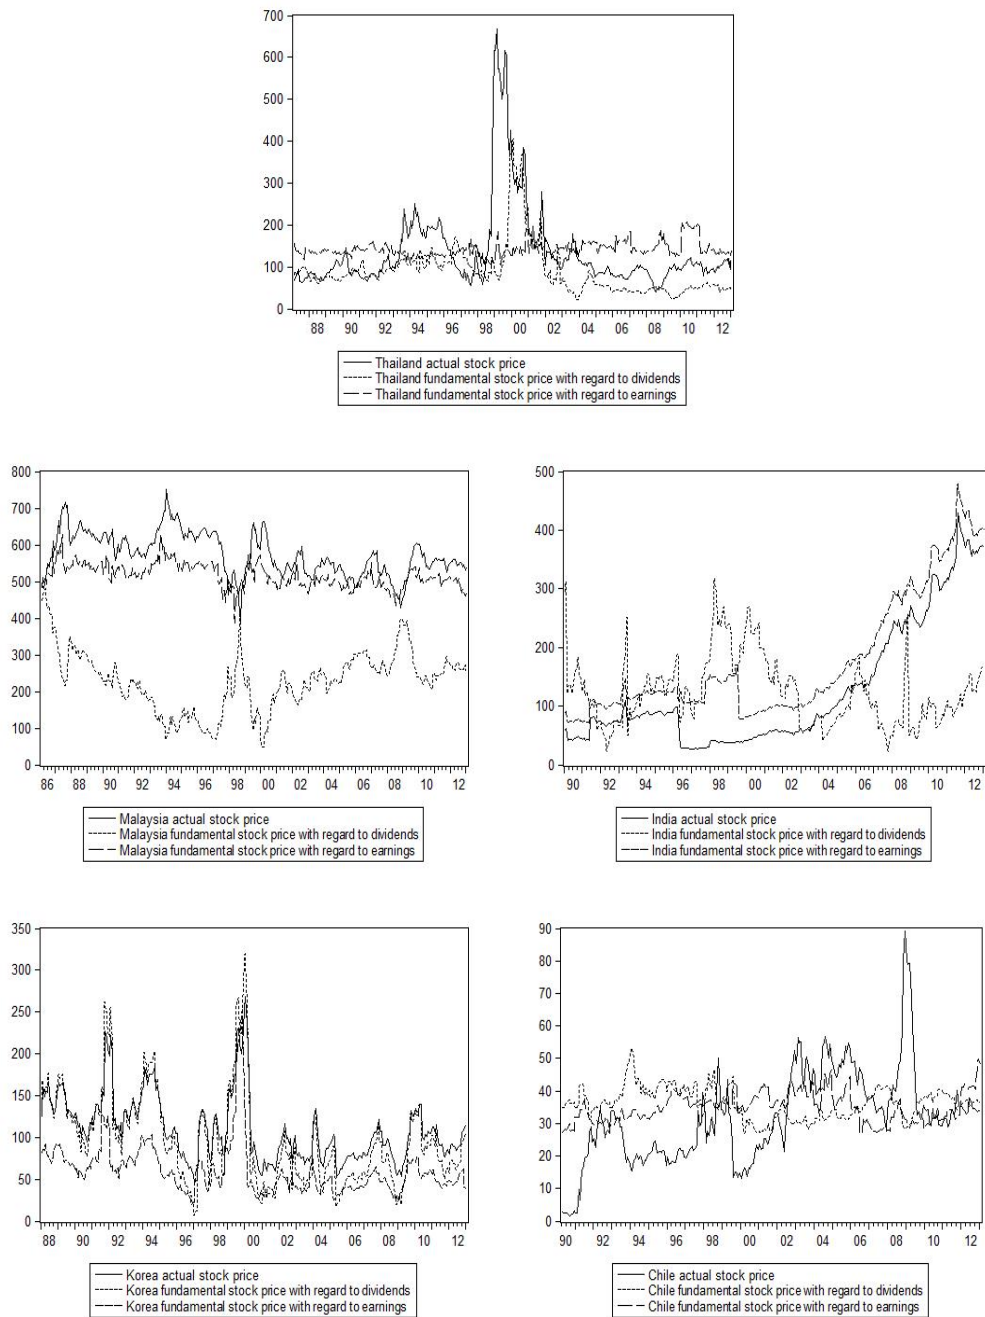 700
600
500
400
300
200
100
0
88 90 92 94 96 98 00 02 04 06 08 10 12
Thailand actual stock price
Thailand fundamental stock price with regard to dividends
Thailand fundamental stock price with regard to earnings
800
700
600
500
400
300
200
100
0
86 88 90 92 94 96 98 00 02 04 06 08 10 12
Malaysia actual stock price
Malaysia fundamental stock price with regard to dividends
Malaysia fundamental stock price with regard to earnings
500
400
300
200
100
0
90 92 94 96 98 00 02 04 06 08 10 12
India actual stock price
India fundamental stock price with regard to dividends
India fundamental stock price with regard to earnings
350
300
250
200
150
100
50
0
88 90 92 94 96 98 00 02 04 06 08 10 12
Korea actual stock price
Korea fundamental stock price with regard to dividends
Korea fundamental stock price with regard to earnings
90
80
70
60
50
40
30
20
10
0
90 92 94 96 98 00 02 04 06 08 10 12
Chile actual stock price
Chile fundamental stock price with regard to dividends
Chile fundamental stock price with regard to earnings